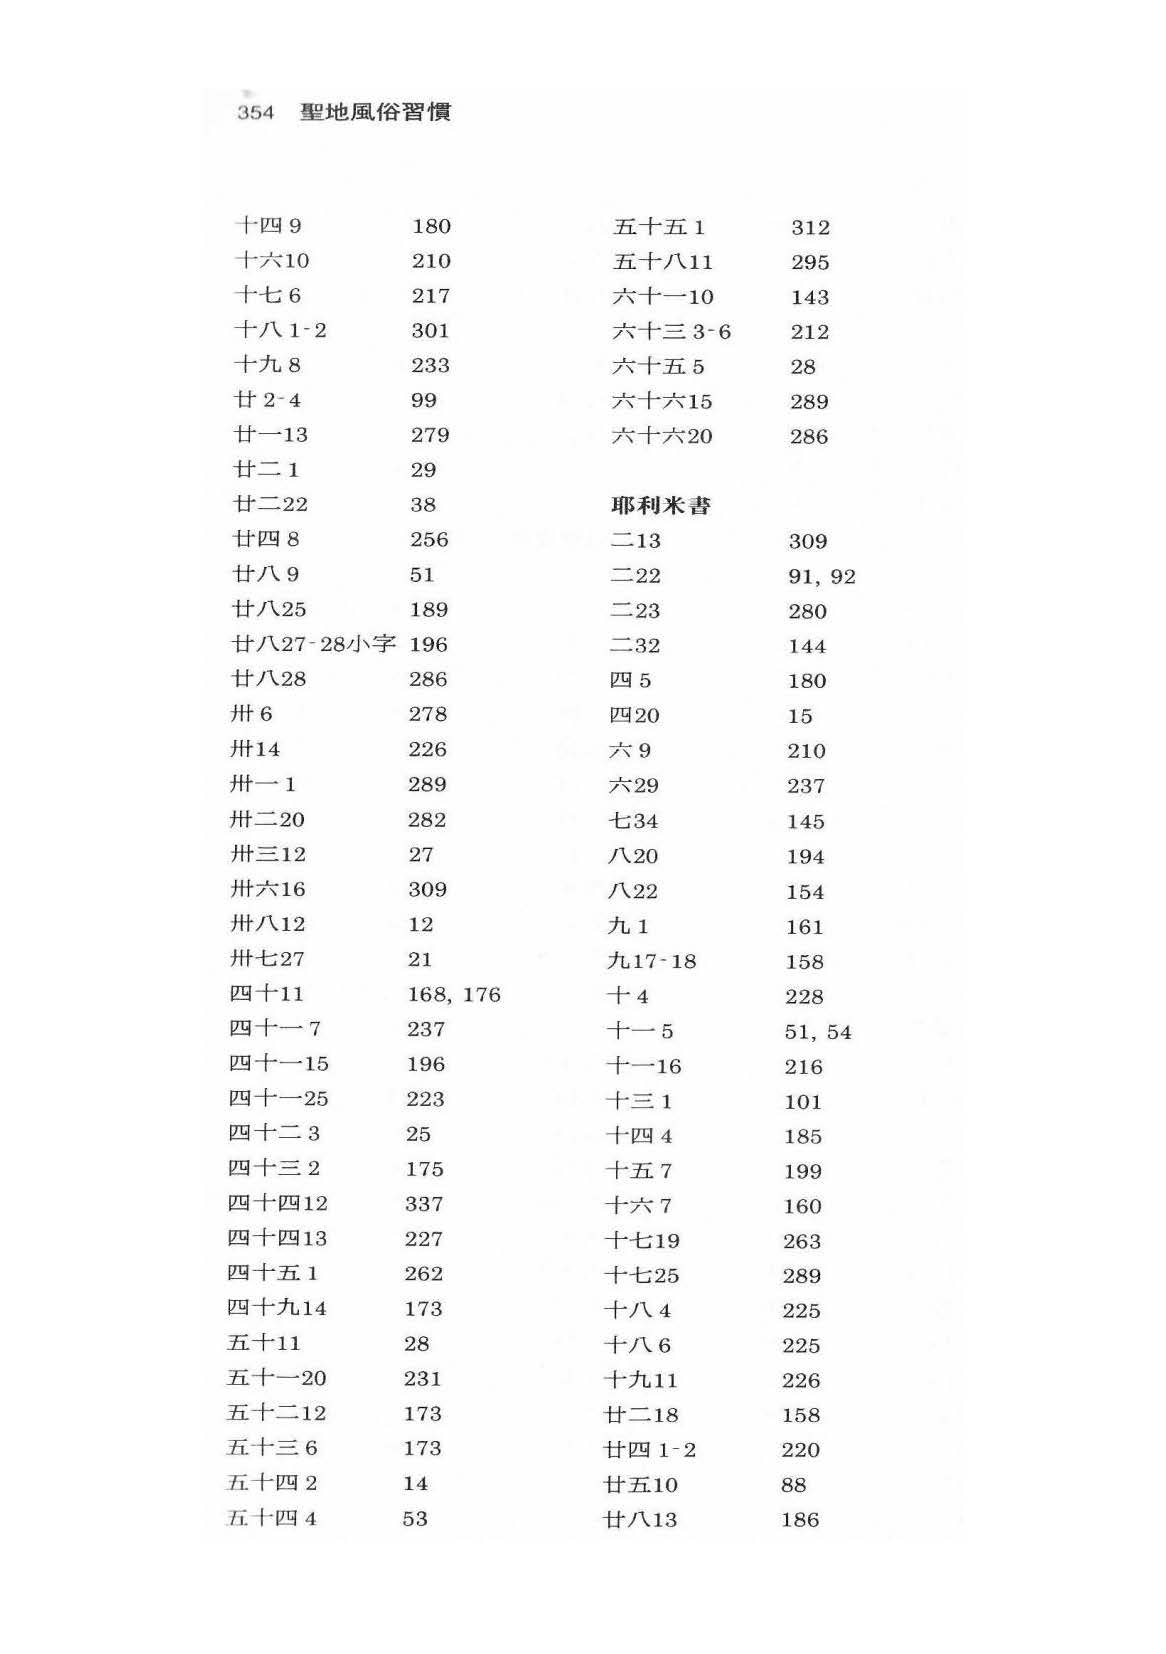 354 聖地風俗習慣
十四 9 180
十六10 210
十七 6 217
十八 1-2 301
十九 8 233
廿 2-4 99
廿一13 279
廿二 1 29
廿二22 38
廿四 8 256
廿八 9 51
廿八25 189
廿八27-28小字 196
廿八28 286
卅 6 278
卅14 226
卅一 1 289
卅二20 282
卅三12 27
卅六16 309
卅八12 12
卅七27 21
四十11 168, 176
四十一 7 237
四十一15 196
四十一25 223
四十二 3 25
四十三 2 175
四十四12 337
四十四13 227
四十五 1 262
四十九14 173
五十11 28
五十一20 231
五十二12 173
五十三 6 173
五十四 2 14
五十四 4 53
五十五 1 312
五十八11 295
六十一10 143
六十三 3-6 212
六十五 5 28
六十六15 289
六十六20 286
耶利米書
二13 309
二22 91, 92
二23 280
二32 144
四 5 180
四20 15
六 9 210
六29 237
七34 145
八20 194
八22 154
九 1 161
九17-18 158
十 4 228
十一 5 51, 54
十一16 216
十三 1 101
十四 4 185
十五 7 199
十六 7 160
十七19 263
十七25 289
十八 4 225
十八 6 225
十九11 226
廿二18 158
廿四 1-2 220
廿五10 88
廿八13 186